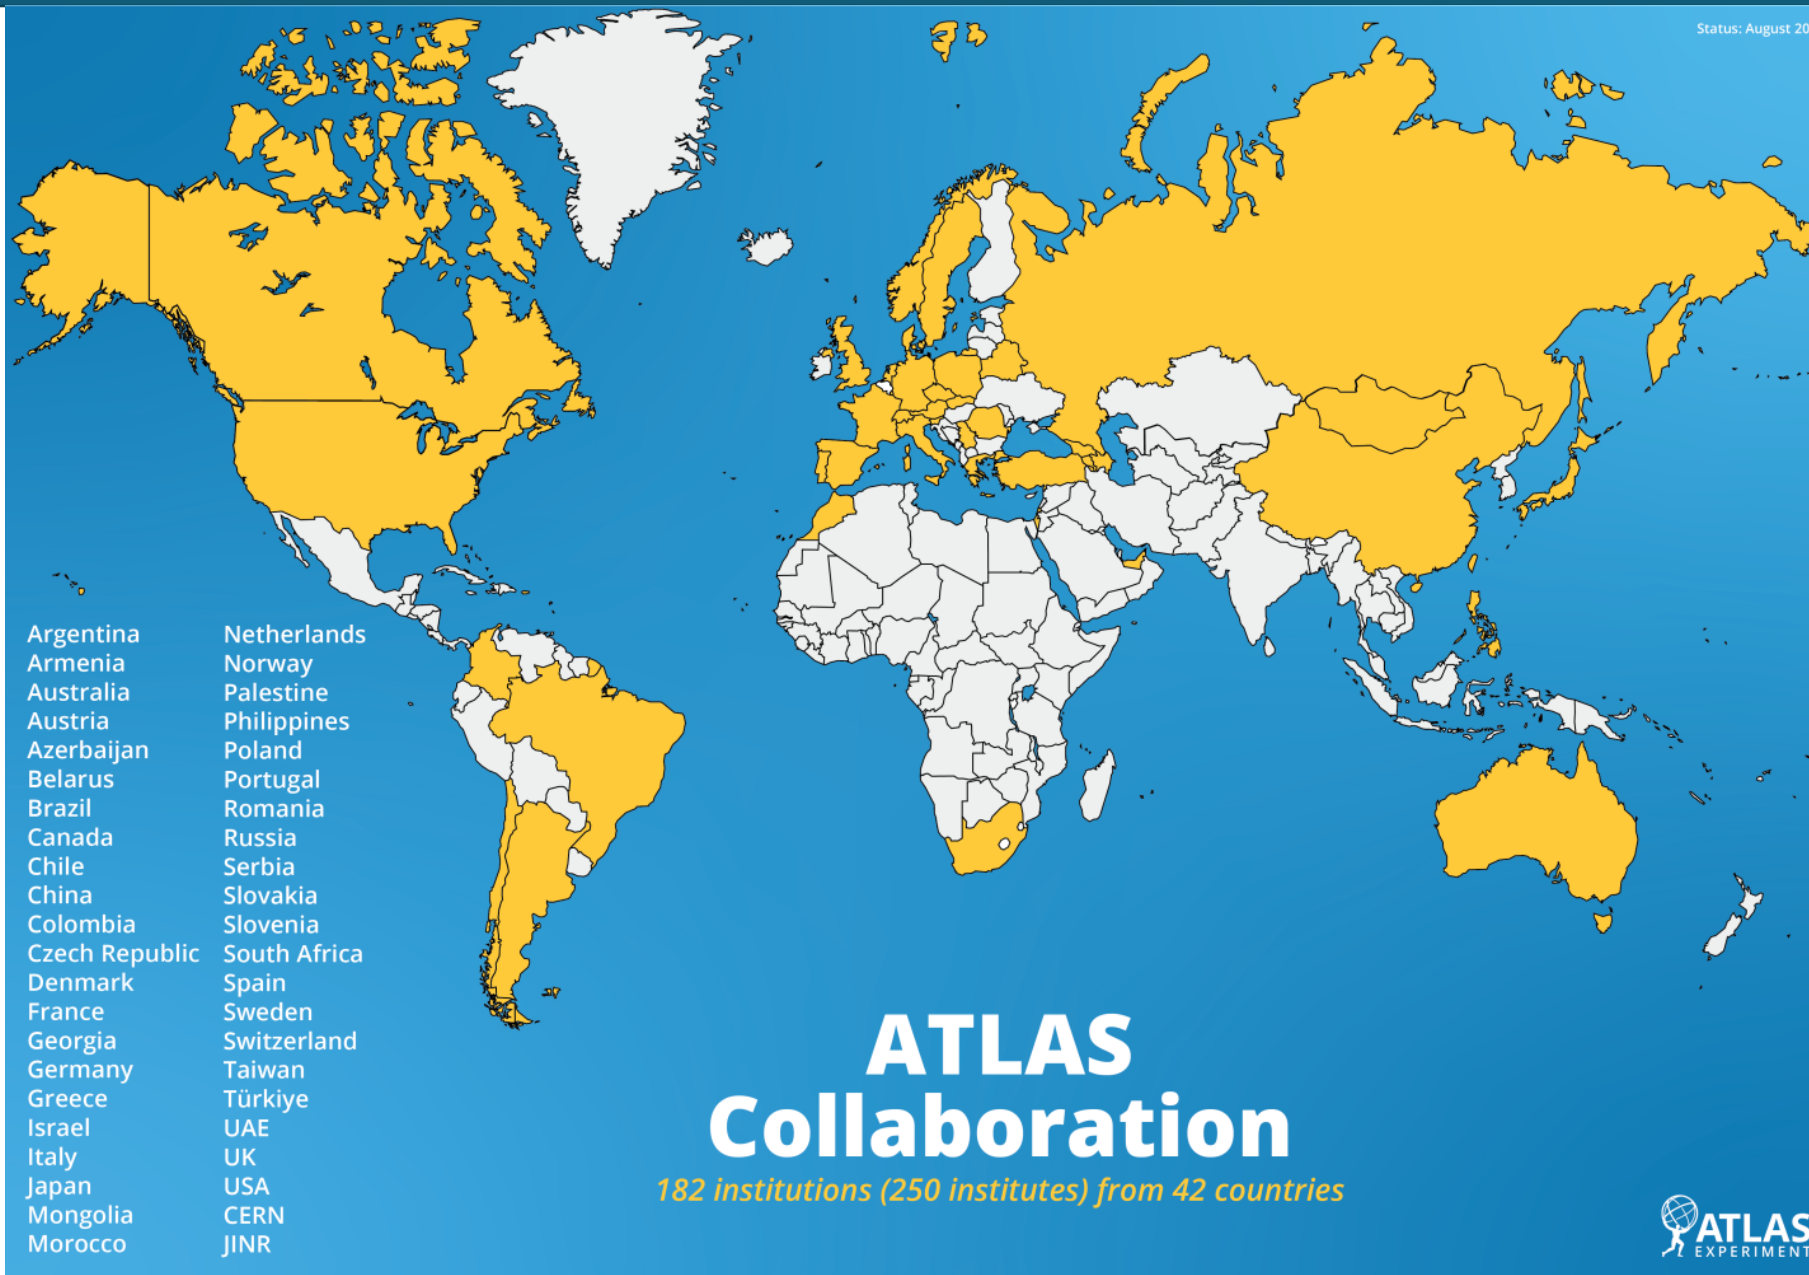 Status: August 20
Argentina
Armenia
Australia
Austria
Azerbaijan
Belarus
Brazil
Canada
Chile
China
Colombia
Czech Republic
Denmark
France
Georgia
Germany
Greece
Israel
Italy
Japan
Mongolia
Morocco
Netherlands
Norway
Palestine
Philippines
Poland
Portugal
Romania
Russia
Serbia
Slovakia
Slovenia
South Africa
Spain
Sweden
Switzerland
Taiwan
Türkiye
UAE
UK
USA
CERN
JINR
ATLAS
Collaboration
182 institutions (250 institutes) from 42 countries
ATLAS
EXPERIMENT